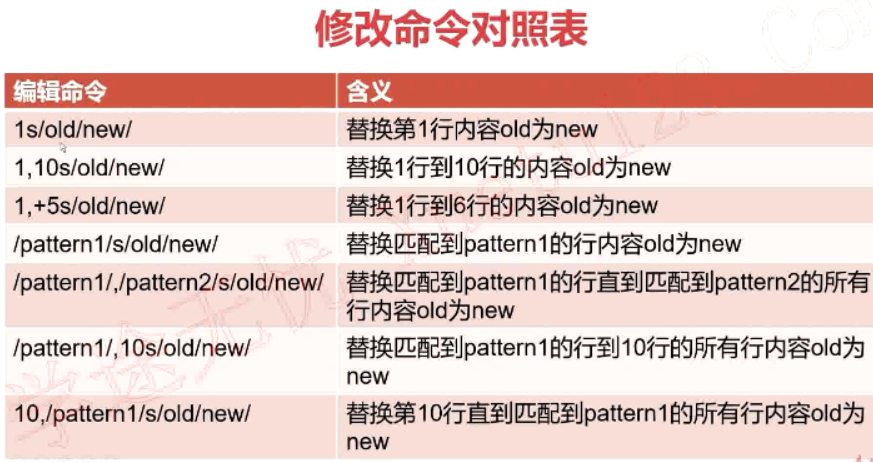 修改命令对照表
编辑命令 含义
1s/old/new/ 替换第1行内容old为new
1,10s/old/new/ 替换1行到10行的内容old为new
1,+5s/old/new/ 替换1行到6行的内容old为new
/pattern1/s/old/new/ 替换匹配到pattern1的行内容old为new
/pattern1/,/pattern2/s/old/new/ 替换匹配到pattern1的行直到匹配到pattern2的所有
行内容old为new
/pattern1/,10s/old/new/ 替换匹配到pattern1的行到10行的所有行内容old为
new
10,/pattern1/s/old/new/ 替换第10行直到匹配到pattern1的所有行内容old为
new